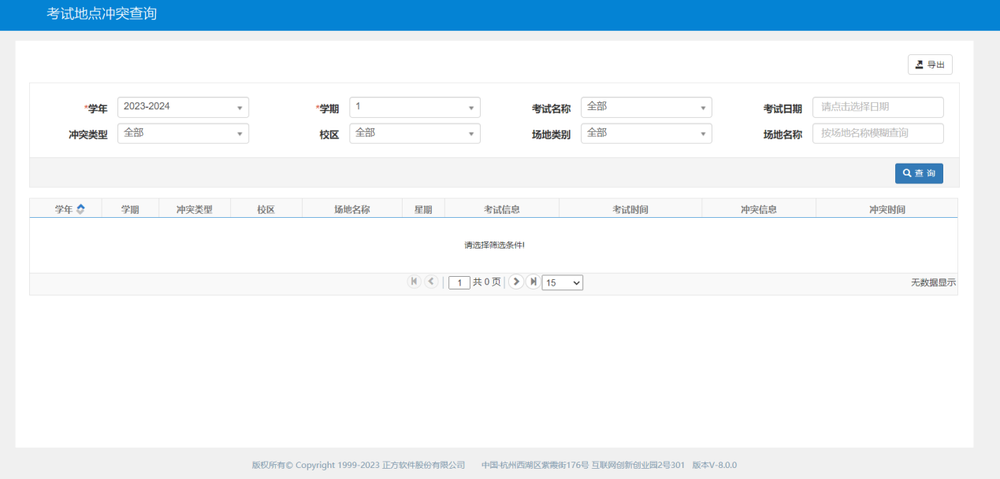 考试地点冲突查询
导出
*学年 2023-2024 *学期 1 考试名称 全部 考试日期 请点击选择日期
冲突类型 全部 校区 全部 场地类别 全部 场地名称 按场地名称模糊查询
查 询
学年 学期 冲突类型 校区 场地名称 星期 考试信息 考试时间 冲突信息 冲突时间
请选择筛选条件!
1 共 0 页 15 无数据显示
版权所有© Copyright 1999-2023 正方软件股份有限公司 中国·杭州西湖区紫霞街176号 互联网创新创业园2号301 版本V-8.0.0